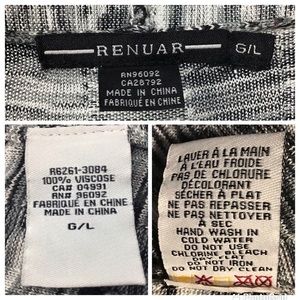 RENUAR
G/L
RN96092
CA28792
MADE IN CHINA
FABRIQUÉ EN CHINE
R6261-3084
100% VISCOSE
CA# 04991
RN# 96092
FABRIQUÉ EN CHINE
MADE IN CHINA
G/L
LAVER À LA MAIN
À L'EAU FROIDE
PAS DE CHLORURE
DÉCOLORANT
SÉCHER À PLAT
NE PAS REPASSER
NE PAS NETTOYER
À SEC
HAND WASH IN
COLD WATER
DO NOT USE
CHLORINE BLEACH
DRY FLAT
DO NOT IRON
DO NOT DRY CLEAN